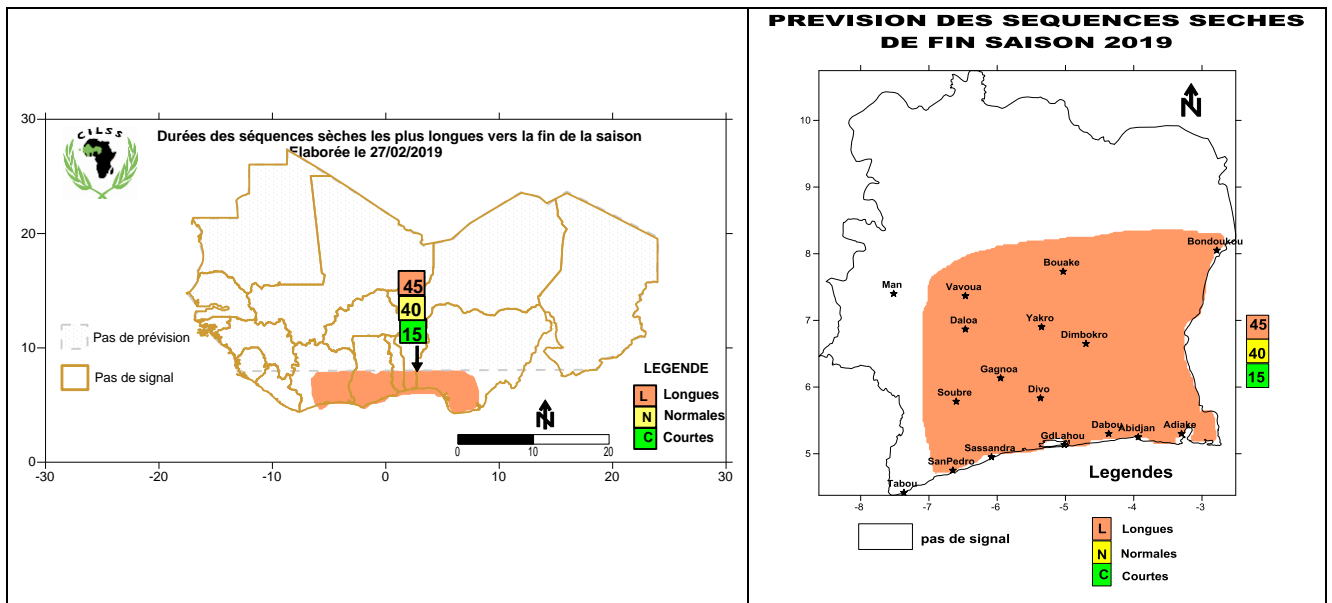 CILSS
Durées des séquences sèches les plus longues vers la fin de la saison
Elaborée le 27/02/2019
30
20
10
0
-30
-20
-10
0
10
20
30
45
40
15
Pas de prévision
Pas de signal
LEGENDE
L Longues
N Normales
C Courtes
N
0 10 20
PREVISION DES SEQUENCES SECHES
DE FIN SAISON 2019
N
10
9
8
7
6
5
-8
-7
-6
-5
-4
-3
Bondoukou
Bouake
Man
Vavoua
Daloa
Yakro
Dimbokro
Gagnoa
Soubre
Divo
Dabou
Abidjan
Adiake
GdLahou
Sassandra
SanPedro
Tabou
45
40
15
Legendes
pas de signal
L Longues
N Normales
C Courtes